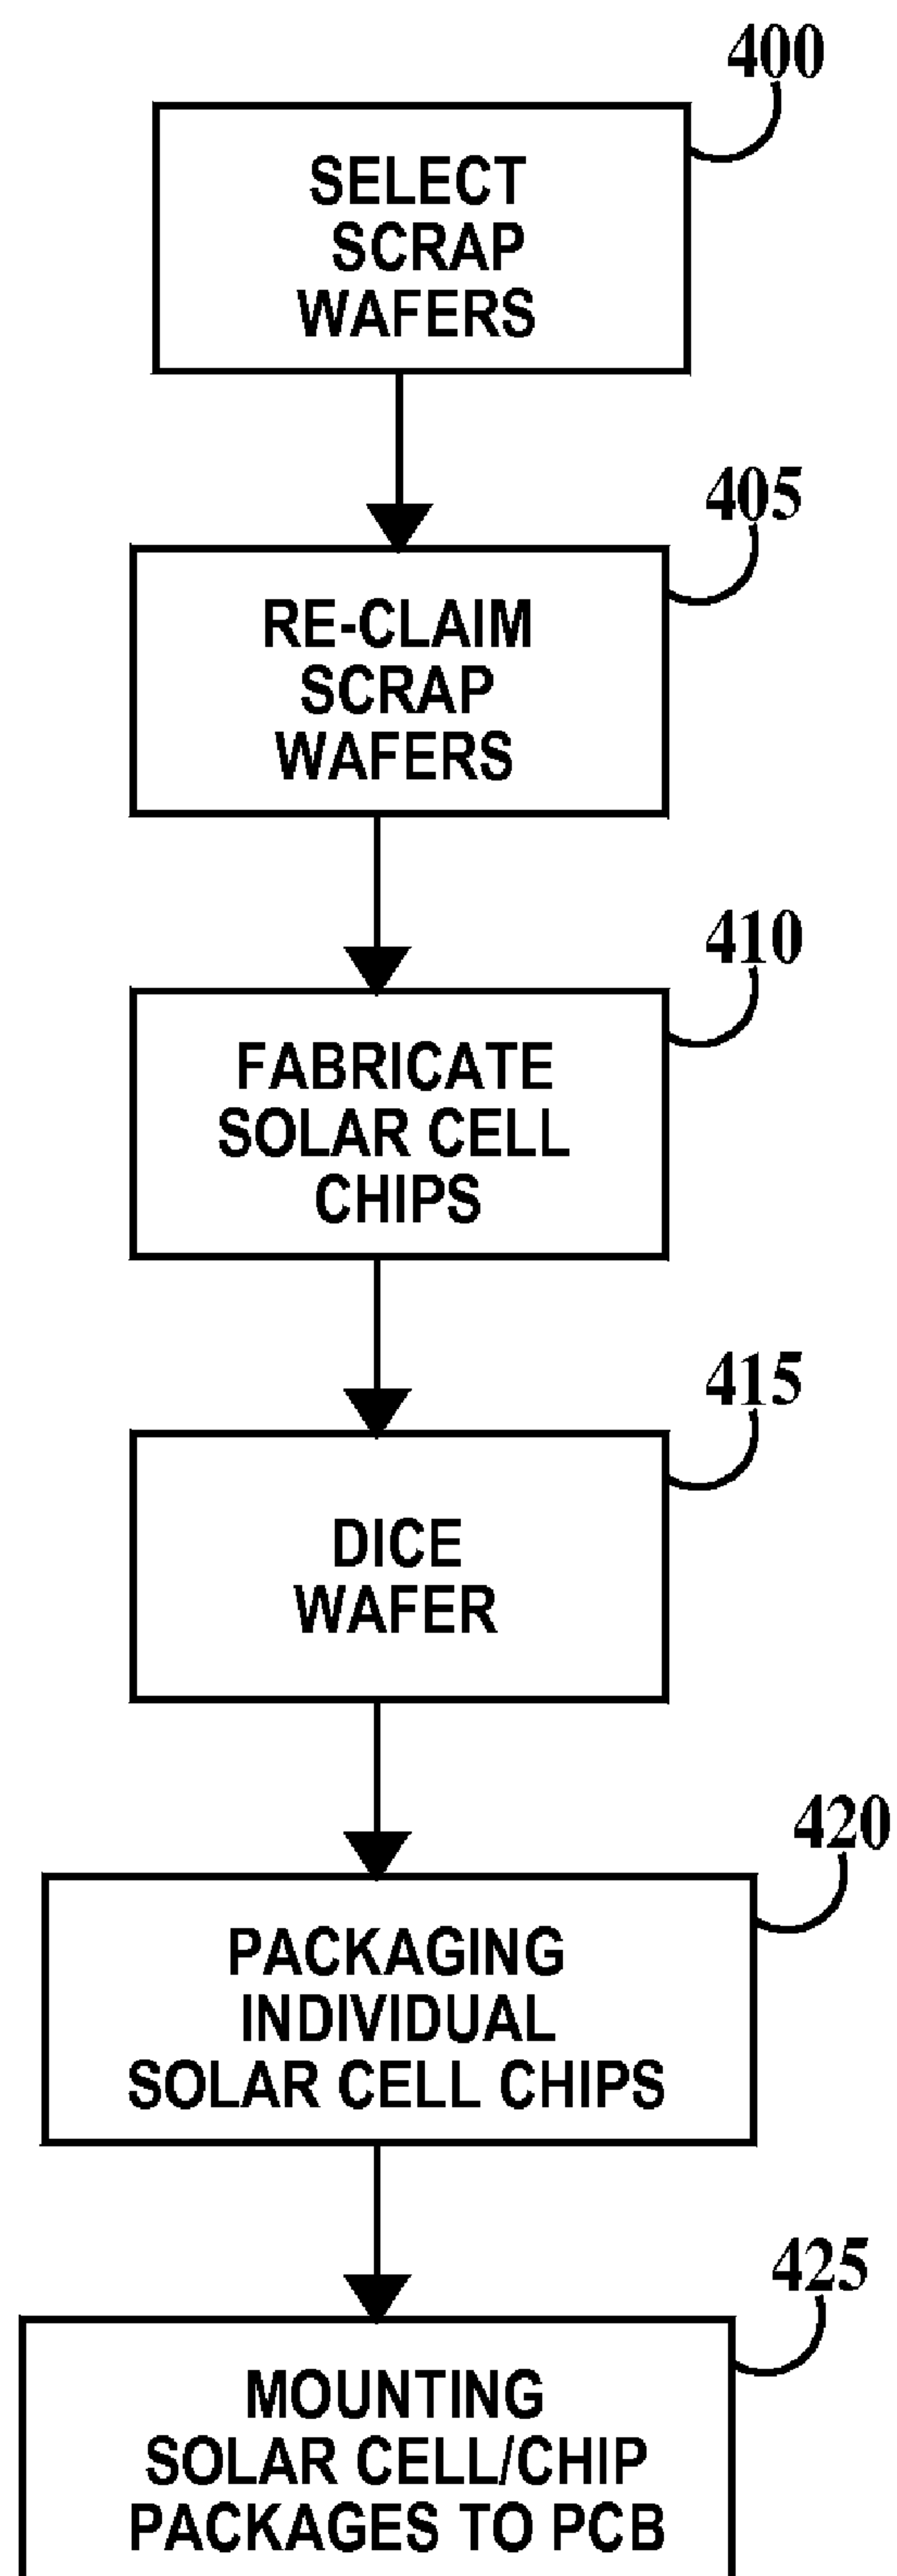 400
SELECT
SCRAP
WAFERS
405
RE-CLAIM
SCRAP
WAFERS
410
FABRICATE
SOLAR CELL
CHIPS
415
DICE
WAFER
420
PACKAGING
INDIVIDUAL
SOLAR CELL CHIPS
425
MOUNTING
SOLAR CELL/CHIP
PACKAGES TO PCB